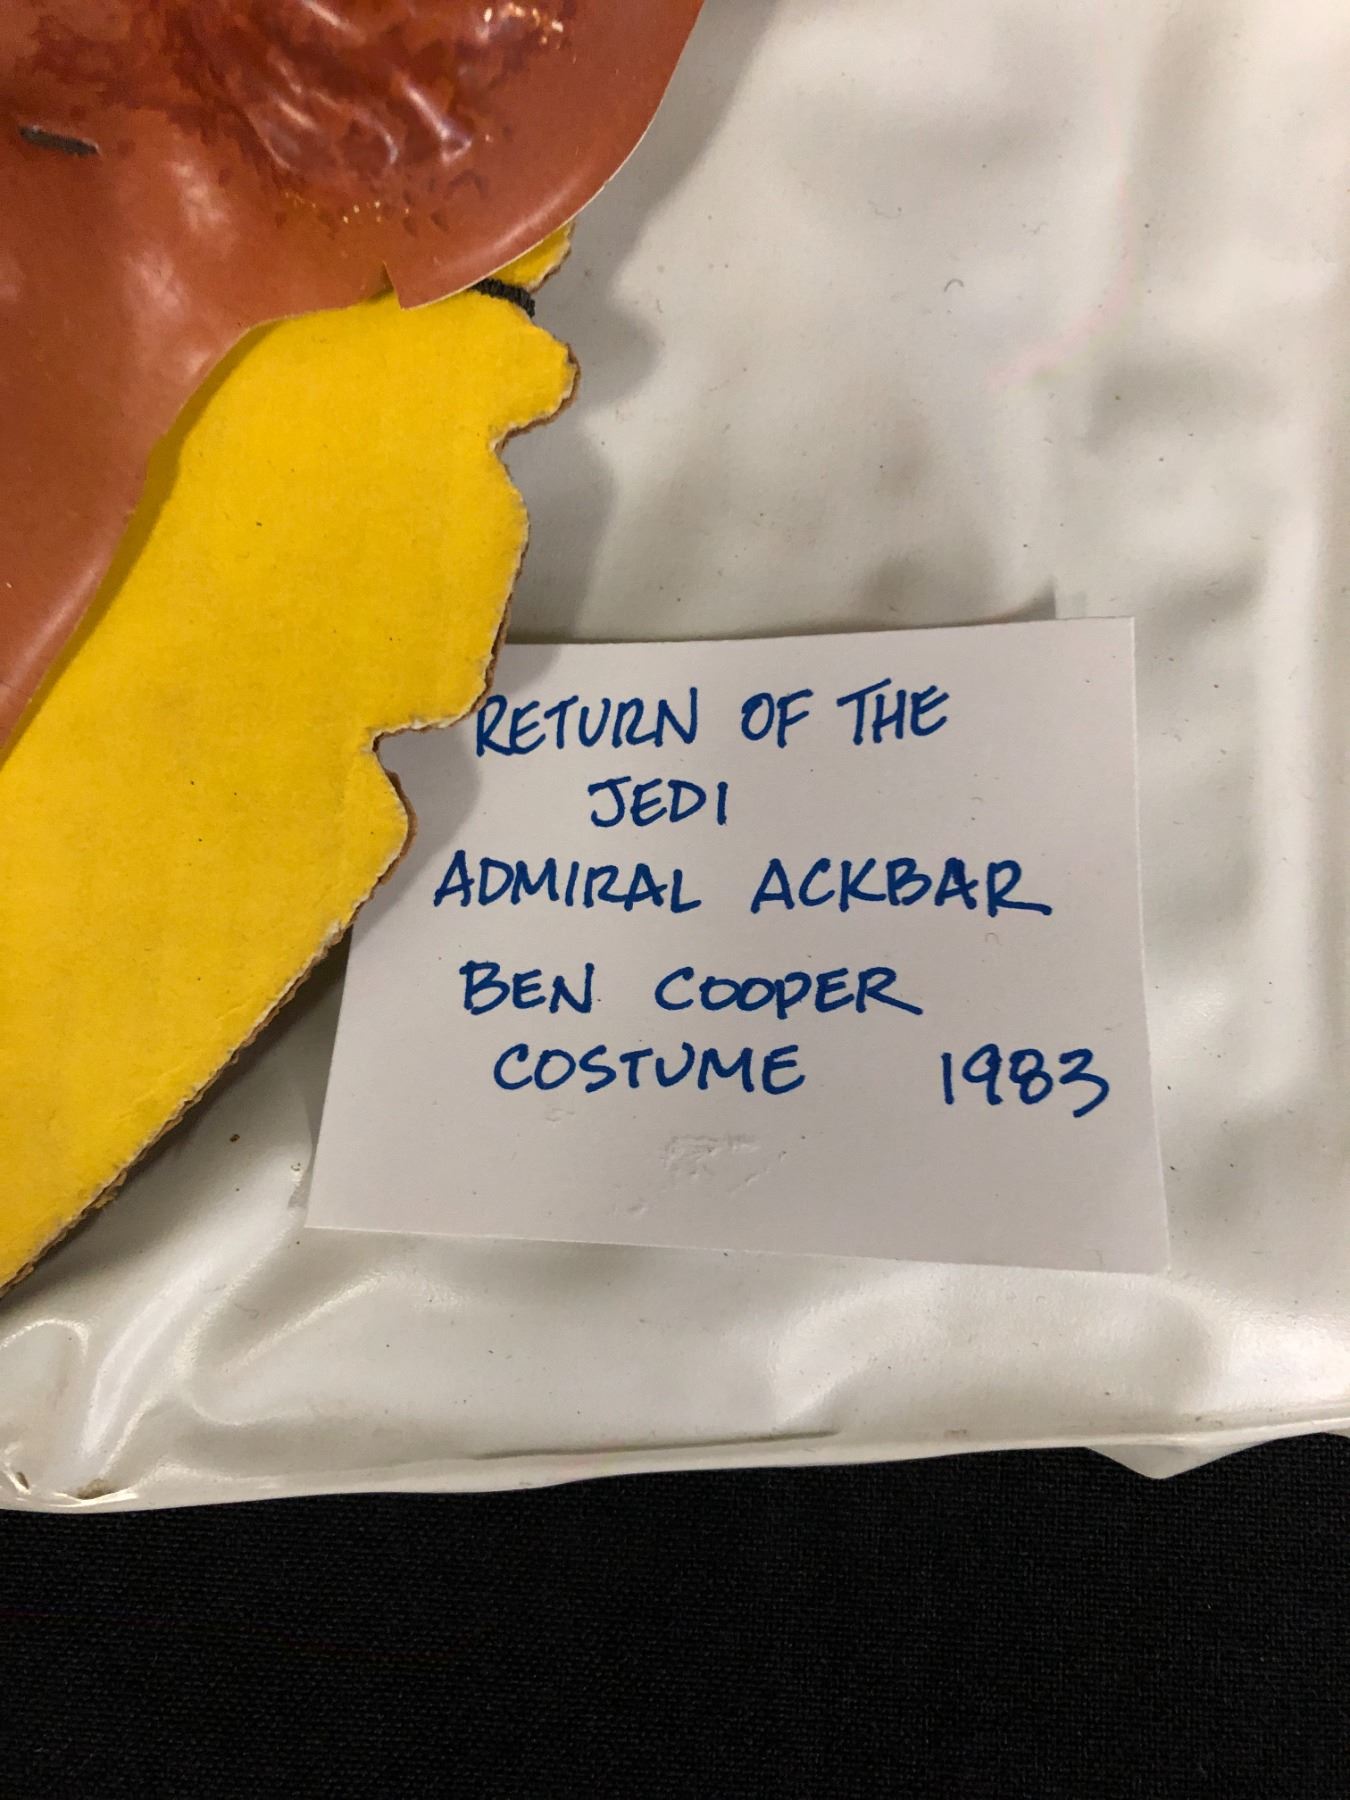 RETURN OF THE
JEDI
ADMIRAL ACKBAR
BEN COOPER
COSTUME 1983